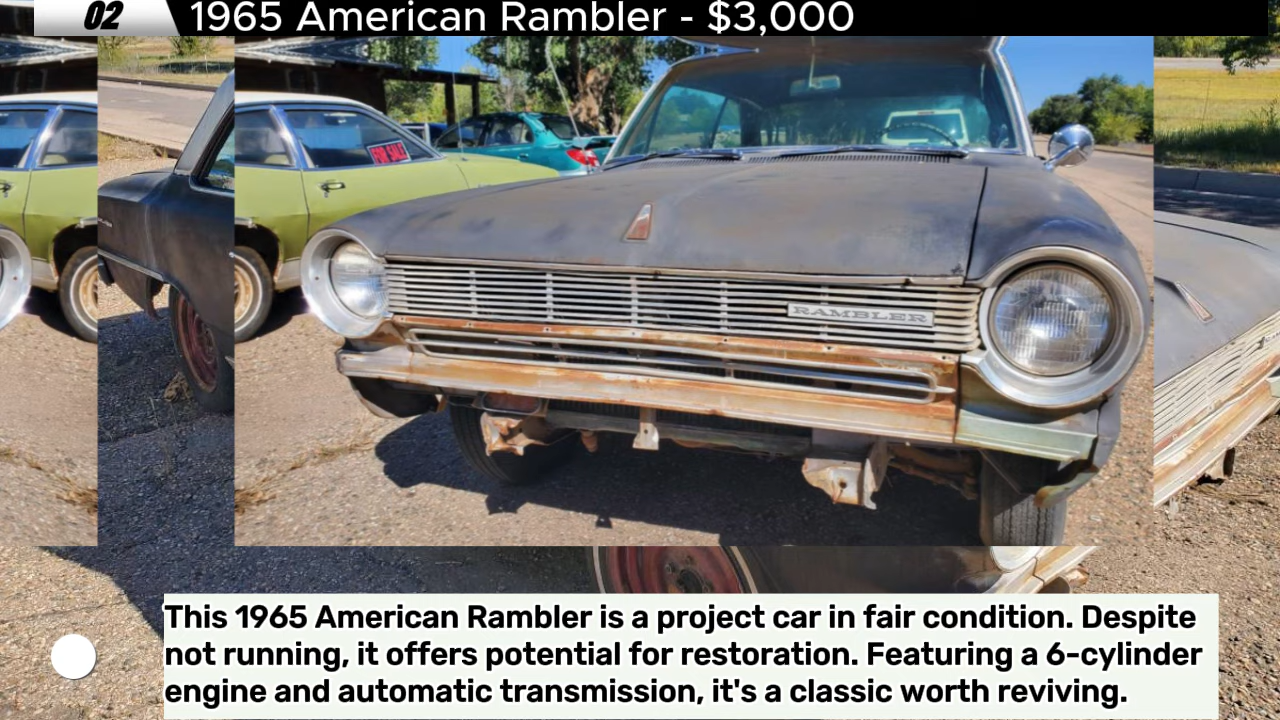 02
1965 American Rambler - $3,000
FOR SALE
RAMBLER
This 1965 American Rambler is a project car in fair condition. Despite
not running, it offers potential for restoration. Featuring a 6-cylinder
engine and automatic transmission, it's a classic worth reviving.